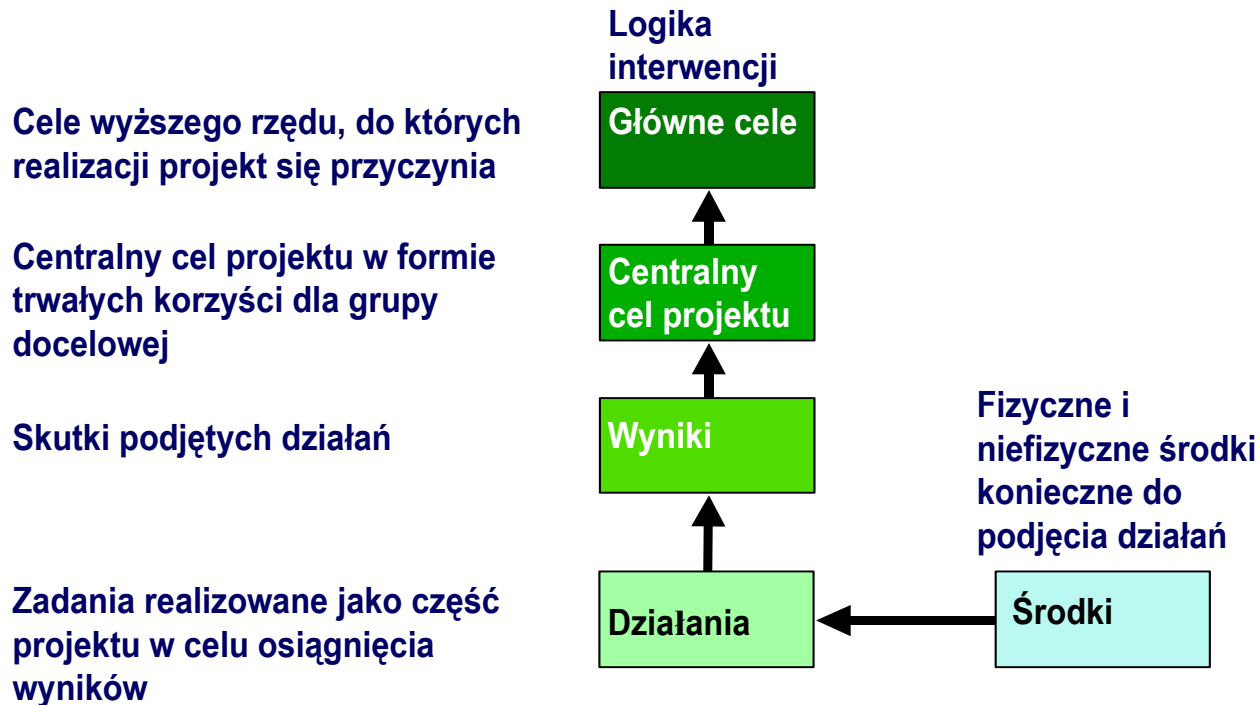 Logika
interwencji
Cele wyższego rzędu, do których
realizacji projekt się przyczynia
Główne cele
Centralny cel projektu w formie
trwałych korzyści dla grupy
docelowej
Centralny
cel projektu
Skutki podjętych działań
Wyniki
Fizyczne i
niefizyczne środki
konieczne do
podjęcia działań
Zadania realizowane jako część
projektu w celu osiągnięcia
wyników
Działania
Środki